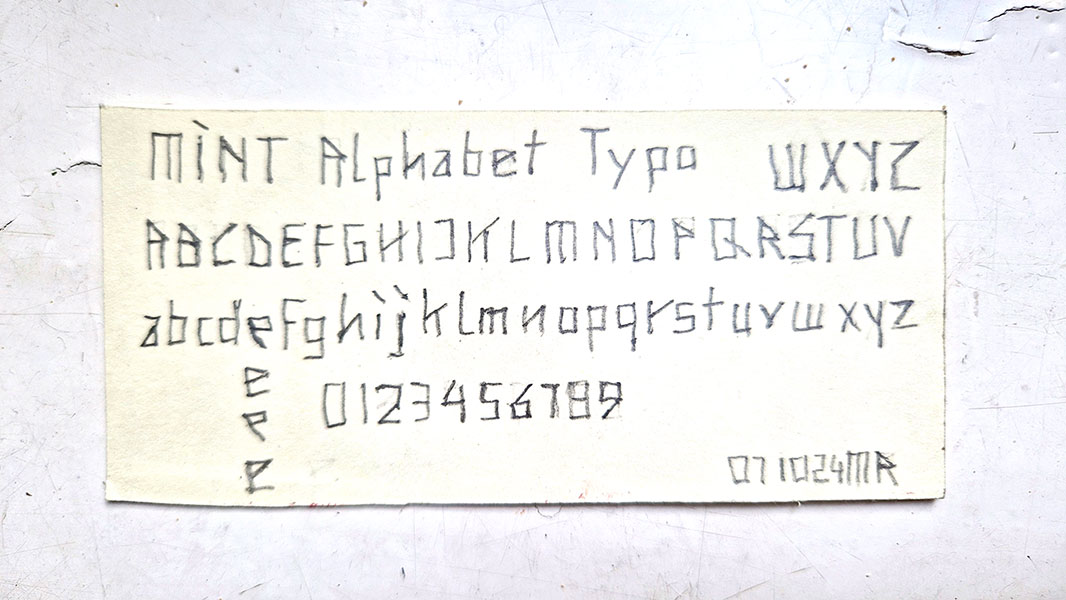 MiNT Alphabet Typo WXYZ
ABCDEFGHIJKLMNOPQRSTUV
abcdefghijklmnopqrstuvwxyz
e 0123456789
e
e
071024MR